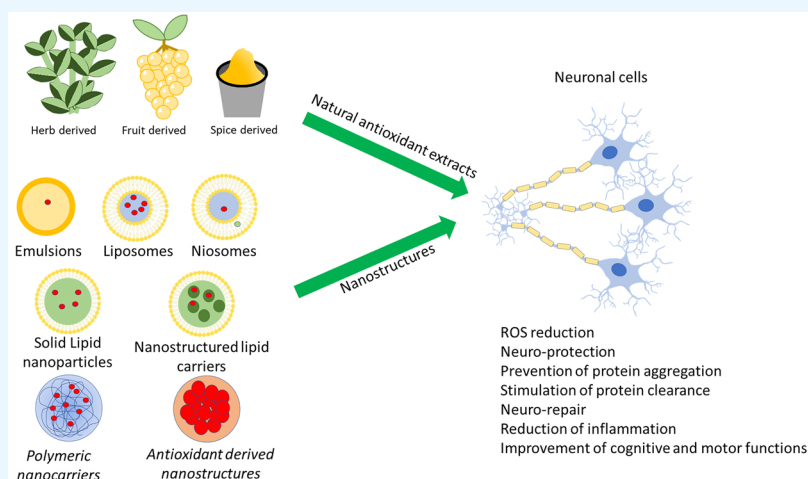 Herb derived
Fruit derived
Spice derived
Emulsions
Liposomes
Niosomes
Solid Lipid
nanoparticles
Nanostructured lipid
carriers
Polymeric
nanocarriers
Antioxidant derived
nanostructures
Natural antioxidant extracts
Nanostructures
Neuronal cells
ROS reduction
Neuro-protection
Prevention of protein aggregation
Stimulation of protein clearance
Neuro-repair
Reduction of inflammation
Improvement of cognitive and motor functions